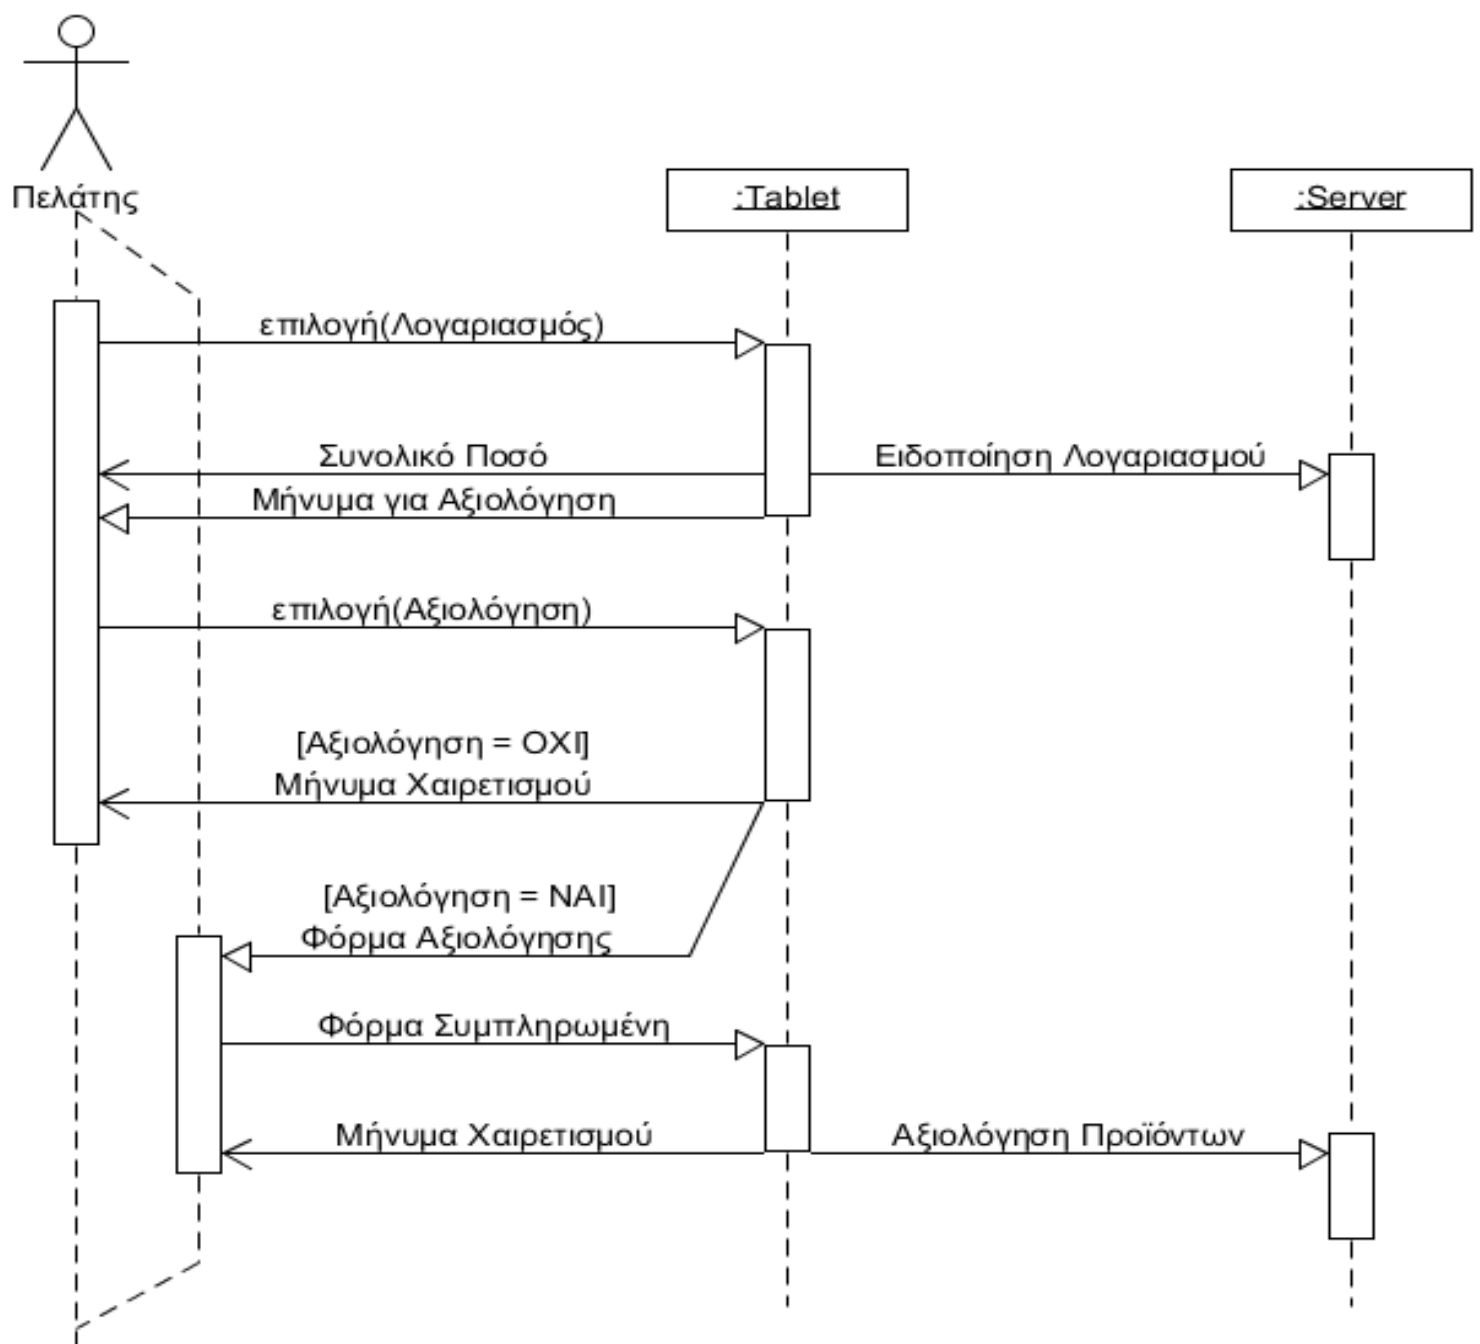 Πελάτης
:Tablet
:Server
επιλογή(Λογαριασμός)
Συνολικό Ποσό
Ειδοποίηση Λογαριασμού
Μήνυμα για Αξιολόγηση
επιλογή(Αξιολόγηση)
[Αξιολόγηση = ΟΧΙ]
Μήνυμα Χαιρετισμού
[Αξιολόγηση = ΝΑΙ]
Φόρμα Αξιολόγησης
Φόρμα Συμπληρωμένη
Μήνυμα Χαιρετισμού
Αξιολόγηση Προϊόντων